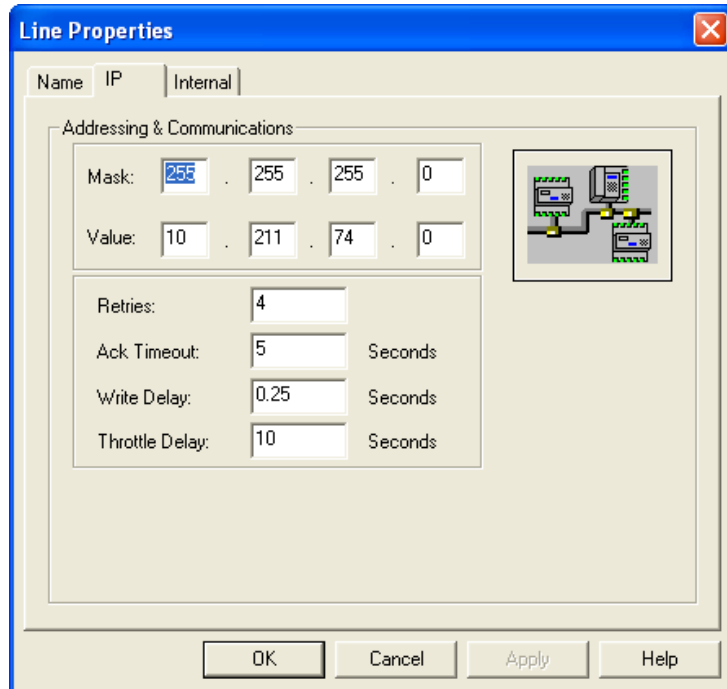 Line Properties
Name IP Internal
Addressing & Communications
Mask: 255 . 255 . 255 . 0
Value: 10 . 211 . 74 . 0
Retries: 4
Ack Timeout: 5 Seconds
Write Delay: 0.25 Seconds
Throttle Delay: 10 Seconds
OK Cancel Apply Help